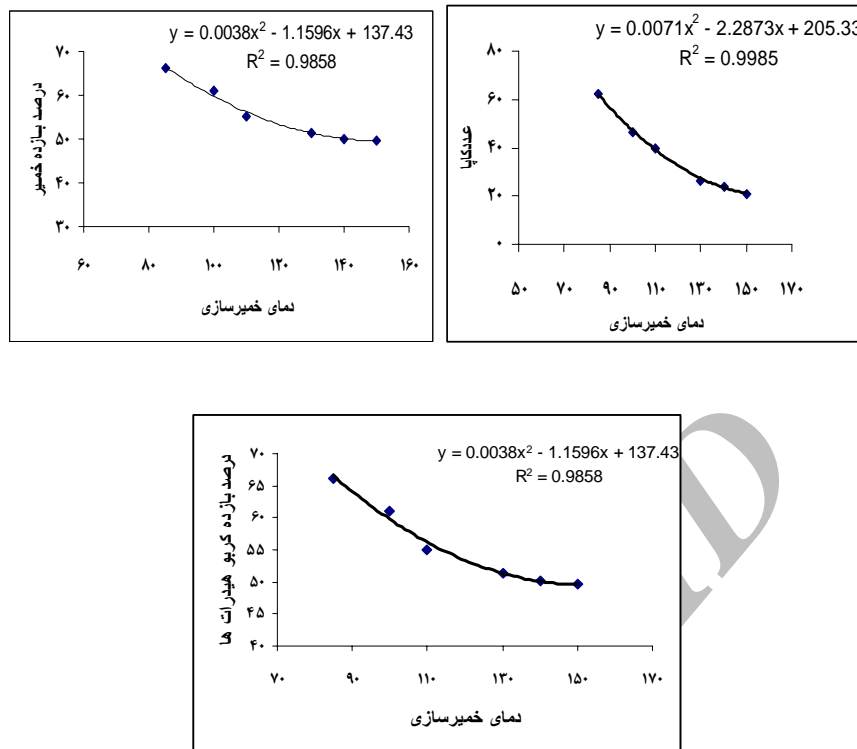 y = 0.0038x² - 1.1596x + 137.43
R² = 0.9858
درصد بازده خمیر
۷۰
۶۰
۵۰
۴۰
۳۰
۶۰ ۸۰ ۱۰۰ ۱۲۰ ۱۴۰ ۱۶۰
دمای خمیرسازی
y = 0.0071x² - 2.2873x + 205.33
R² = 0.9985
عددکاپا
۸۰
۶۰
۴۰
۲۰
۰
۵۰ ۷۰ ۹۰ ۱۱۰ ۱۳۰ ۱۵۰ ۱۷۰
دمای خمیرسازی
y = 0.0038x² - 1.1596x + 137.43
R² = 0.9858
درصد بازده کربو هیدرات ها
۷۰
۶۵
۶۰
۵۵
۵۰
۴۵
۴۰
۷۰ ۹۰ ۱۱۰ ۱۳۰ ۱۵۰ ۱۷۰
دمای خمیرسازی